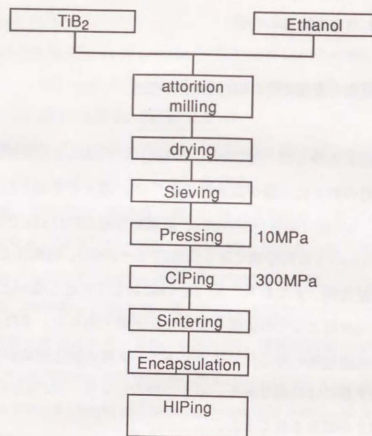 TiB2
Ethanol
attorition
milling
drying
Sieving
Pressing 10MPa
CIPing 300MPa
Sintering
Encapsulation
HIPing